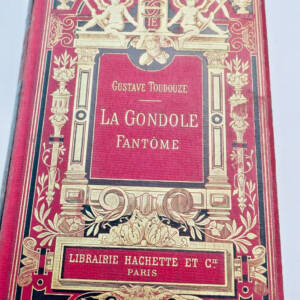 GUSTAVE TOUDOUZE
LA GONDOLE
FANTÔME
LIBRAIRIE HACHETTE ET CIE
PARIS